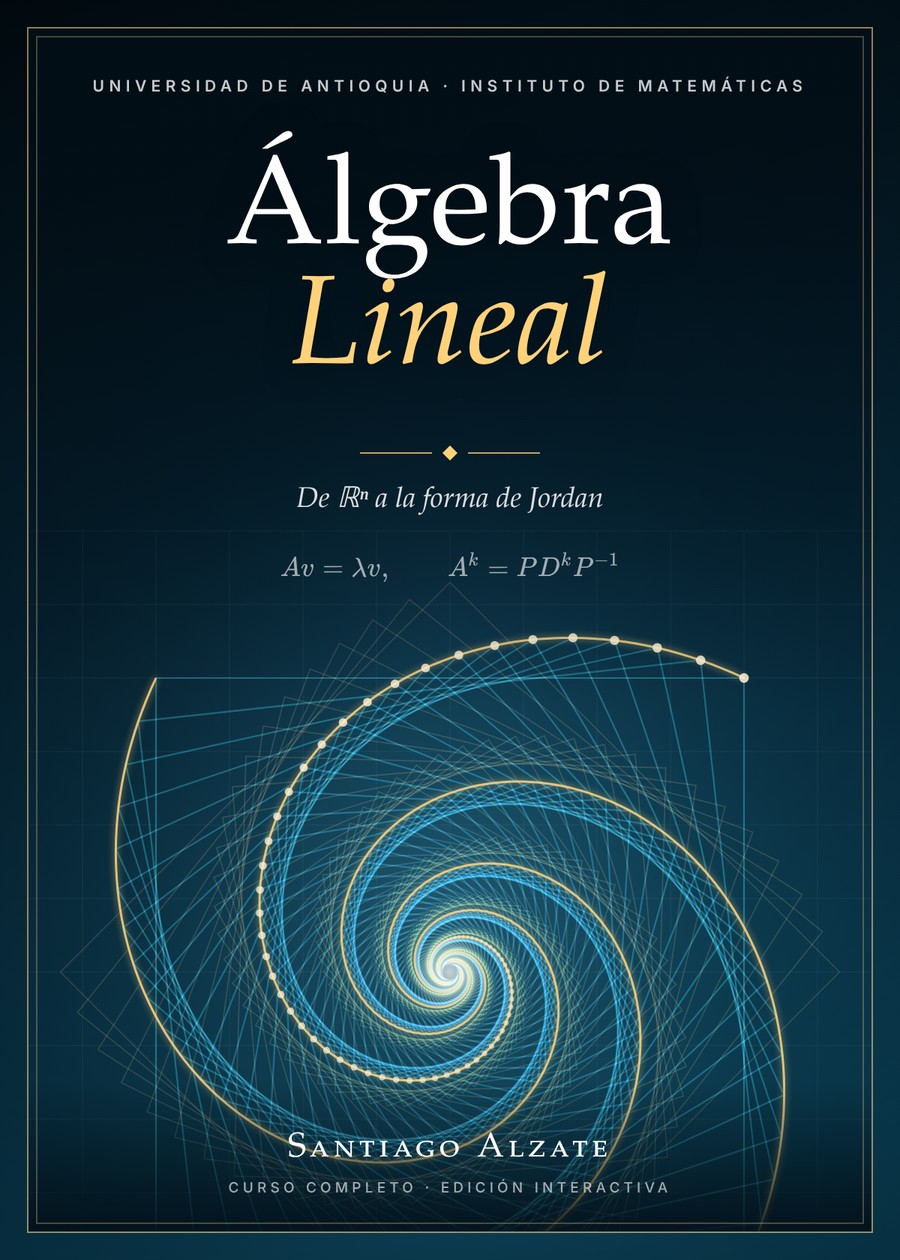 UNIVERSIDAD DE ANTIOQUIA · INSTITUTO DE MATEMÁTICAS
Álgebra
Lineal
De ℝⁿ a la forma de Jordan
Av = λv, Aᵏ = PDᵏP⁻¹
Santiago Alzate
CURSO COMPLETO · EDICIÓN INTERACTIVA